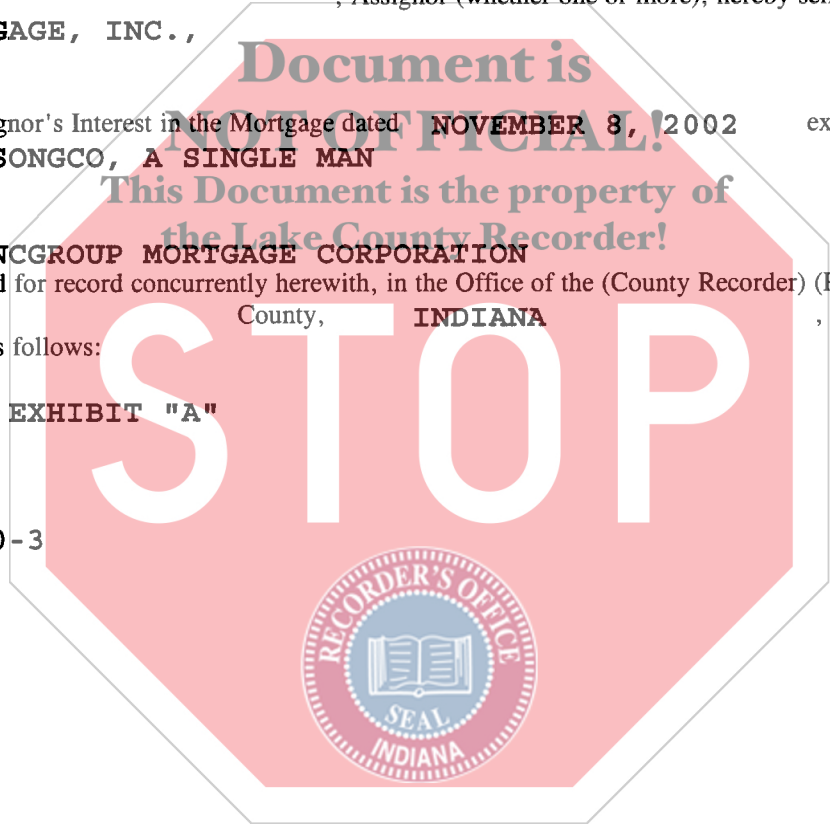 , Assignor (whether one or more), hereby
GAGE, INC.,
Document is
gnor's Interest in the Mortgage dated NOVEMBER 8, 2002 ex
NOT OFFICIAL!
SONGCO, A SINGLE MAN
This Document is the property of
the Lake County Recorder!
NCGROUP MORTGAGE CORPORATION
for record concurrently herewith, in the Office of the (County Recorder)
County, INDIANA ,
s follows:
STOP
EXHIBIT "A"
0-3
RECORDER'S OFFICE
SEAL
INDIANA